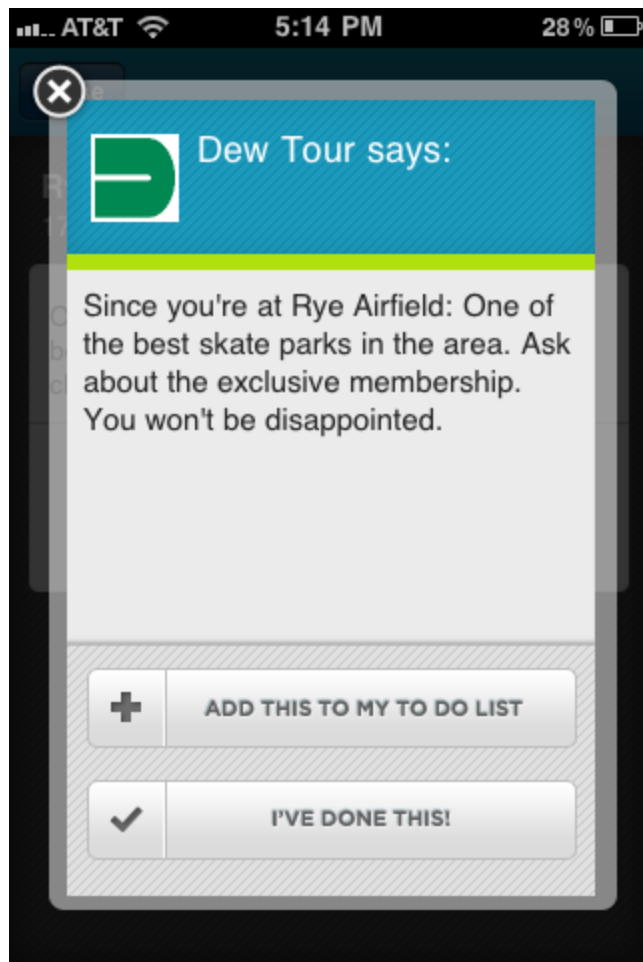 AT&T 5:14 PM 28%
Dew Tour says:
Since you're at Rye Airfield: One of
the best skate parks in the area. Ask
about the exclusive membership.
You won't be disappointed.
ADD THIS TO MY TO DO LIST
I'VE DONE THIS!